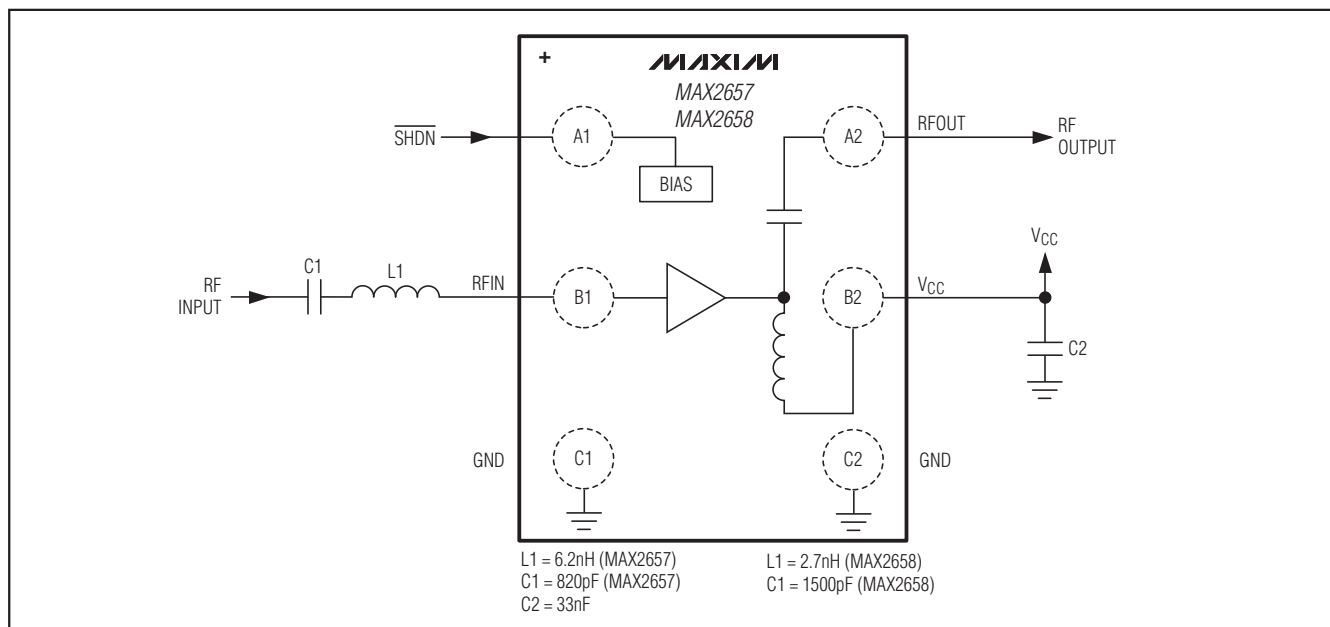 +
MAXIM
MAX2657
MAX2658
SHDN
A1
A2
RFOUT
RF
OUTPUT
BIAS
RF
INPUT
C1
L1
RFIN
B1
B2
VCC
VCC
C2
GND
C1
C2
GND
L1 = 6.2nH (MAX2657)
C1 = 820pF (MAX2657)
C2 = 33nF
L1 = 2.7nH (MAX2658)
C1 = 1500pF (MAX2658)